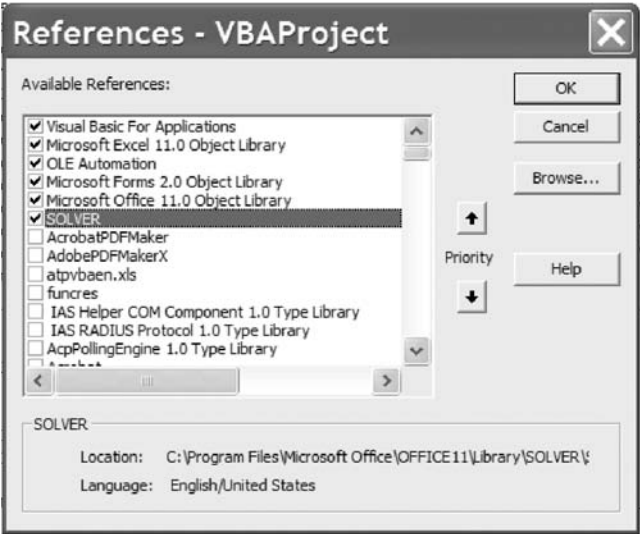 References - VBAProject
Available References:
OK
Visual Basic For Applications
Cancel
Microsoft Excel 11.0 Object Library
OLE Automation
Microsoft Forms 2.0 Object Library
Browse...
Microsoft Office 11.0 Object Library
SOLVER
AcrobatPDFMaker
AdobePDFMakerX
Priority
atpvbaen.xls
Help
funcres
IAS Helper COM Component 1.0 Type Library
IAS RADIUS Protocol 1.0 Type Library
AcpPollingEngine 1.0 Type Library
SOLVER
Location: C:\Program Files\Microsoft Office\OFFICE11\Library\SOLVER\
Language: English/United States